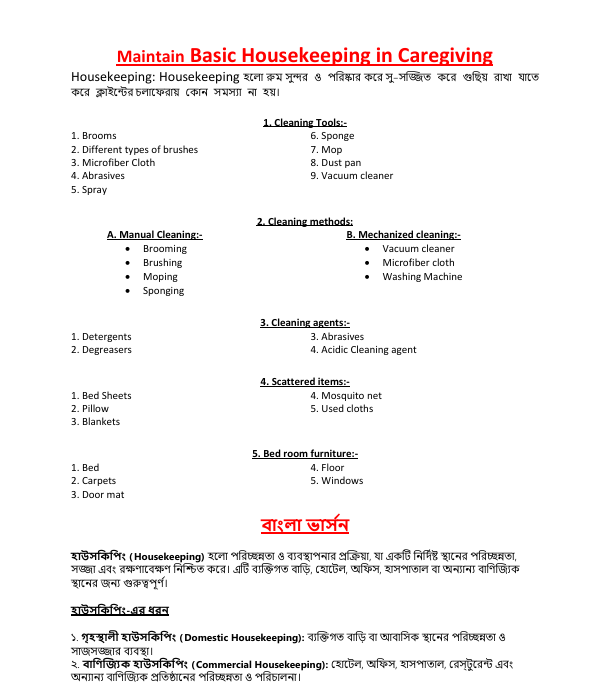 Maintain Basic Housekeeping in Caregiving
Housekeeping: Housekeeping হলো রুম সুন্দর ও পরিষ্কার করে সু-সজ্জিত করে গুছিয় রাখা যাতে
করে ক্লাইন্টের চলাফেরায় কোন সমস্যা না হয়।
1. Cleaning Tools:-
1. Brooms
2. Different types of brushes
3. Microfiber Cloth
4. Abrasives
5. Spray
6. Sponge
7. Mop
8. Dust pan
9. Vacuum cleaner
2. Cleaning methods:
A. Manual Cleaning:-
• Brooming
• Brushing
• Moping
• Sponging
B. Mechanized cleaning:-
• Vacuum cleaner
• Microfiber cloth
• Washing Machine
3. Cleaning agents:-
1. Detergents
2. Degreasers
3. Abrasives
4. Acidic Cleaning agent
4. Scattered items:-
1. Bed Sheets
2. Pillow
3. Blankets
4. Mosquito net
5. Used cloths
5. Bed room furniture:-
1. Bed
2. Carpets
3. Door mat
4. Floor
5. Windows
বাংলা ভার্সন
হাউসকিপিং (Housekeeping) হলো পরিচ্ছন্নতা ও ব্যবস্থাপনার প্রক্রিয়া, যা একটি নির্দিষ্ট স্থানের পরিচ্ছন্নতা,
সজ্জা এবং রক্ষণাবেক্ষণ নিশ্চিত করে। এটি ব্যক্তিগত বাড়ি, হোটেল, অফিস, হাসপাতাল বা অন্যান্য বাণিজ্যিক
স্থানের জন্য গুরুত্বপূর্ণ।
হাউসকিপিং-এর ধরন
১. গৃহস্থালী হাউসকিপিং (Domestic Housekeeping): ব্যক্তিগত বাড়ি বা আবাসিক স্থানের পরিচ্ছন্নতা ও
সাজসজ্জার ব্যবস্থা।
২. বাণিজ্যিক হাউসকিপিং (Commercial Housekeeping): হোটেল, অফিস, হাসপাতাল, রেস্টুরেন্ট এবং
অন্যান্য বাণিজ্যিক প্রতিষ্ঠানের পরিচ্ছন্নতা ও পরিচালনা।